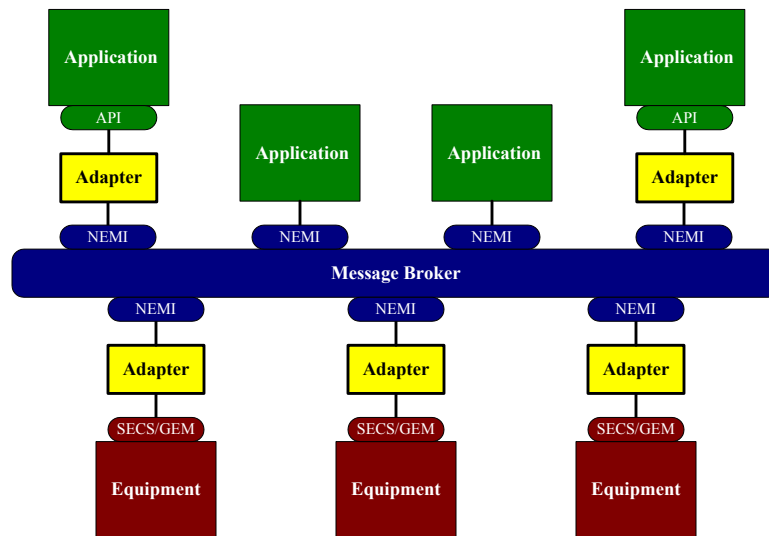 Application
Application
API
API
Application
Application
Adapter
Adapter
NEMI
NEMI
NEMI
NEMI
Message Broker
NEMI
NEMI
NEMI
Adapter
Adapter
Adapter
SECS/GEM
SECS/GEM
SECS/GEM
Equipment
Equipment
Equipment